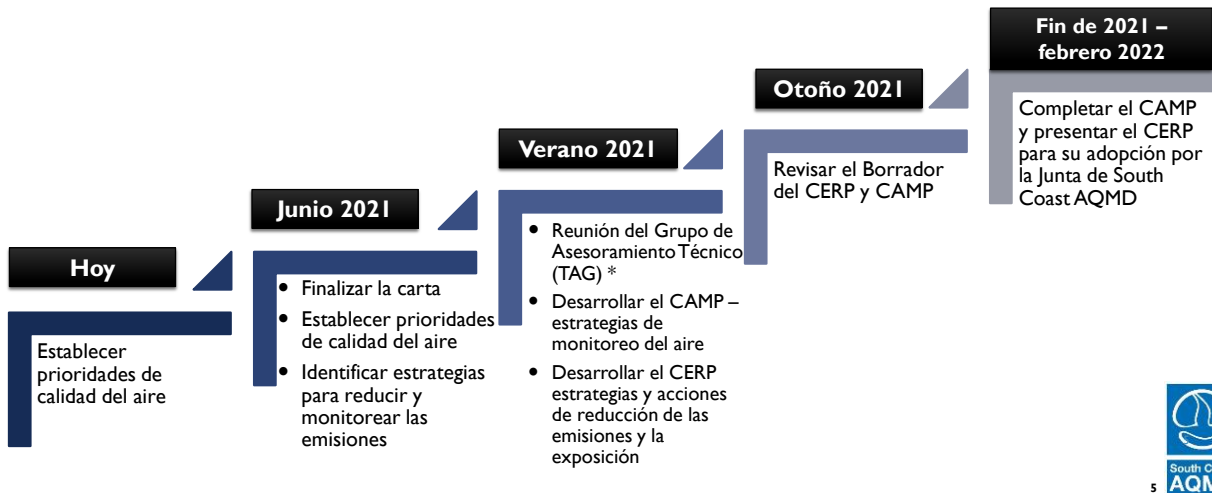 Hoy
Establecer
prioridades de
calidad del aire
Junio 2021
• Finalizar la carta
• Establecer prioridades
de calidad del aire
• Identificar estrategias
para reducir y
monitorear las
emisiones
Verano 2021
• Reunión del Grupo de
Asesoramiento Técnico
(TAG) *
• Desarrollar el CAMP –
estrategias de
monitoreo del aire
• Desarrollar el CERP
estrategias y acciones
de reducción de las
emisiones y la
exposición
Otoño 2021
Revisar el Borrador
del CERP y CAMP
Fin de 2021 –
febrero 2022
Completar el CAMP
y presentar el CERP
para su adopción por
la Junta de South
Coast AQMD
South C
AQM
5